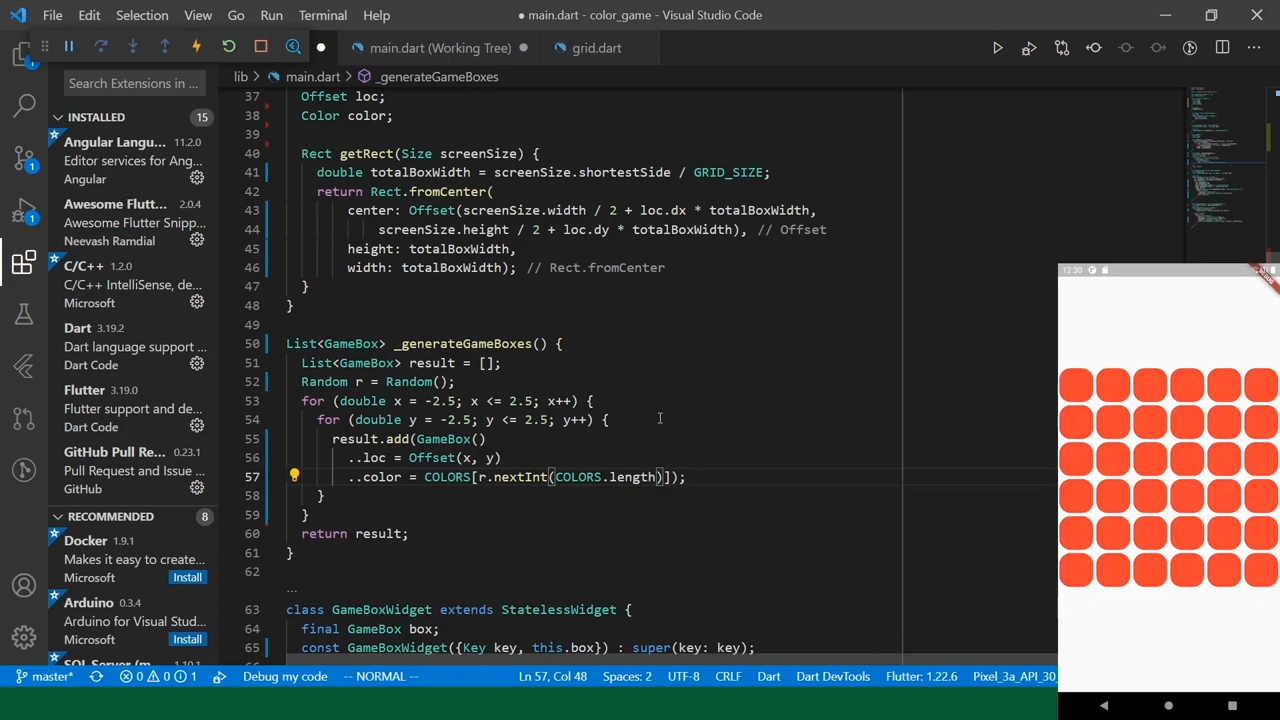 File Edit Selection View Go Run Terminal Help
● main.dart - color_game - Visual Studio Code
main.dart (Working Tree) ●
grid.dart
lib > main.dart > _generateGameBoxes
Search Extensions in ...
INSTALLED 15
Angular Langu... 11.2.0
Editor services for Ang...
Angular
Awesome Flutt... 2.0.4
Awesome Flutter Snipp...
Neevash Ramdial
C/C++ 1.2.0
C/C++ IntelliSense, de...
Microsoft
Dart 3.19.2
Dart language support ...
Dart Code
Flutter 3.19.0
Flutter support and de...
Dart Code
GitHub Pull Re...
Pull Request and Issue ...
GitHub
RECOMMENDED 8
Docker 1.9.1
Makes it easy to create...
Microsoft Install
Arduino 0.3.4
Arduino for Visual Stud...
Microsoft Install
SQL Server (m... 1.10.1
37 Offset loc;
38 Color color;
39
40 Rect getRect(Size screenSize) {
41 double totalBoxWidth = screenSize.shortestSide / GRID_SIZE;
42 return Rect.fromCenter(
43 center: Offset(screenSize.width / 2 + loc.dx * totalBoxWidth,
44 screenSize.height / 2 + loc.dy * totalBoxWidth), // Offset
45 height: totalBoxWidth,
46 width: totalBoxWidth); // Rect.fromCenter
47 }
48 }
49
50 List<GameBox> _generateGameBoxes() {
51 List<GameBox> result = [];
52 Random r = Random();
53 for (double x = -2.5; x <= 2.5; x++) {
54 for (double y = -2.5; y <= 2.5; y++) {
55 result.add(GameBox()
56 ..loc = Offset(x, y)
57 ..color = COLORS[r.nextInt(COLORS.length)]);
58 }
59 }
60 return result;
61 }
62
...
63 class GameBoxWidget extends StatelessWidget {
64 final GameBox box;
65 const GameBoxWidget({Key key, this.box}) : super(key: key);
12:30
master* 0 0 1 Debug my code -- NORMAL -- Ln 57, Col 48 Spaces: 2 UTF-8 CRLF Dart Dart DevTools Flutter: 1.22.6 Pixel_3a_API_30_